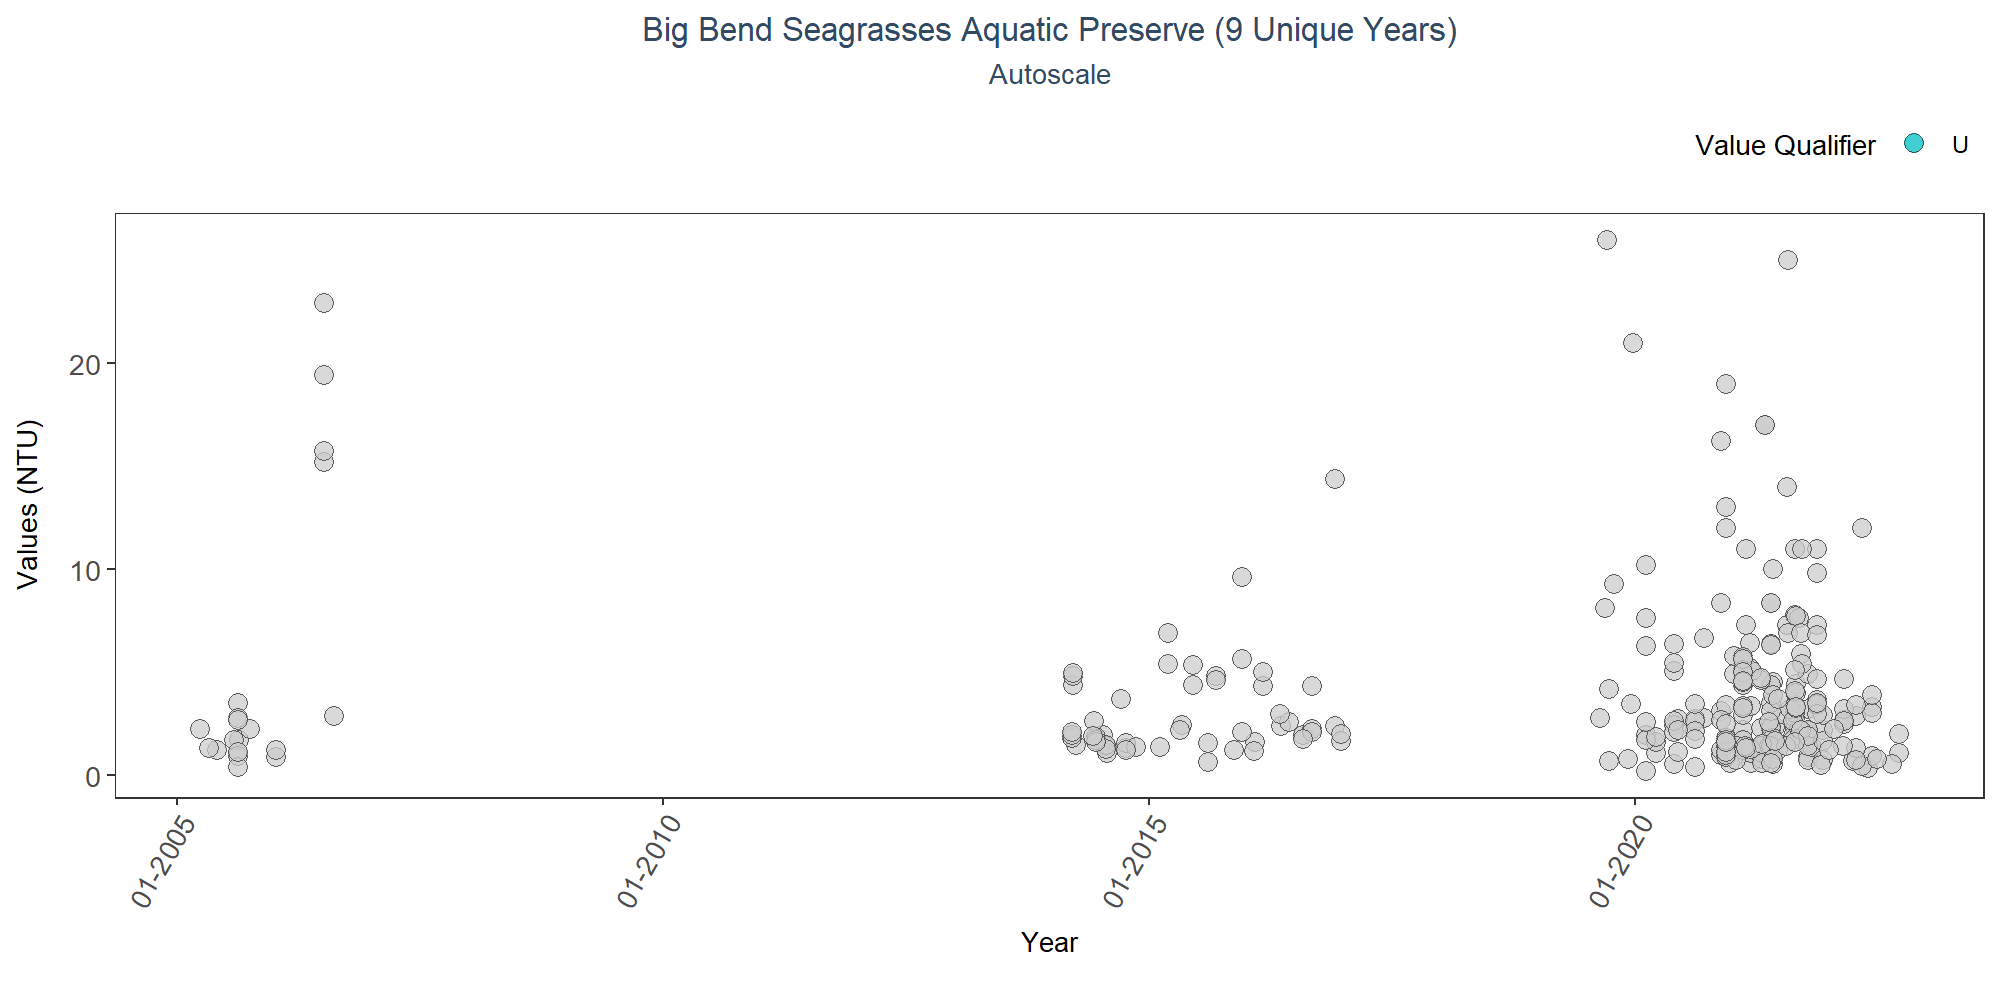 Big Bend Seagrasses Aquatic Preserve (9 Unique Years)
Autoscale
Value Qualifier U
Values (NTU)
20
10
0
01-2005 01-2010 01-2015 01-2020
Year